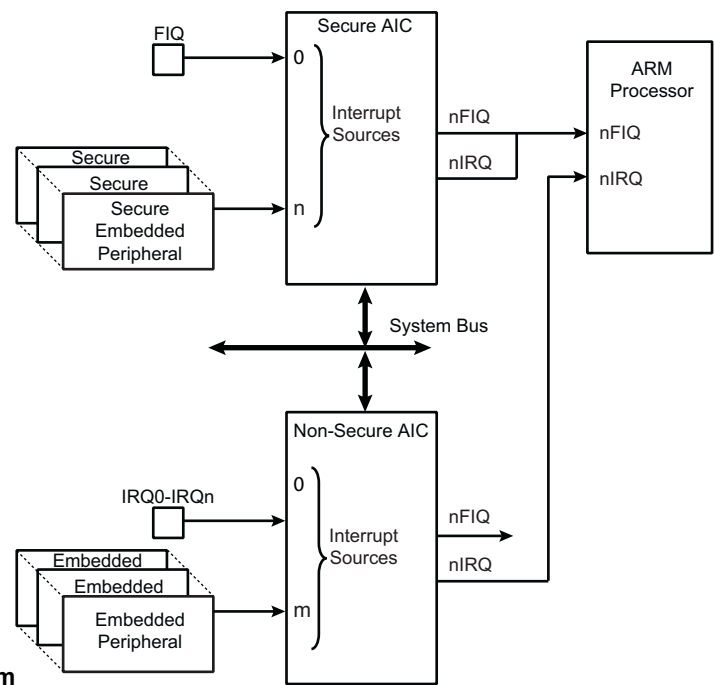 FIQ
Secure AIC
0
Interrupt
Sources
n
nFIQ
nIRQ
ARM
Processor
nFIQ
nIRQ
Secure
Secure
Secure
Embedded
Peripheral
System Bus
Non-Secure AIC
IRQ0-IRQn
0
Interrupt
Sources
m
nFIQ
nIRQ
Embedded
Embedded
Embedded
Peripheral
m